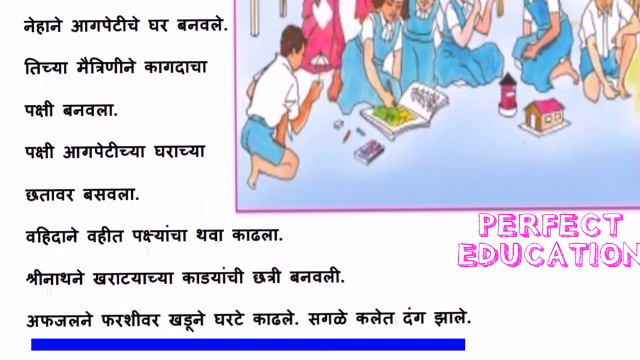 नेहाने आगपेटीचे घर बनवले.
तिच्या मैत्रिणीने कागदाचा
पक्षी बनवला.
पक्षी आगपेटीच्या घराच्या
छतावर बसवला.
वहिदाने वहीत पक्ष्यांचा थवा काढला.
श्रीनाथने खराटयाच्या काडयांची छत्री बनवली.
अफजलने फरशीवर खडूने घरटे काढले. सगळे कलेत दंग झाले.
PERFECT
EDUCATION